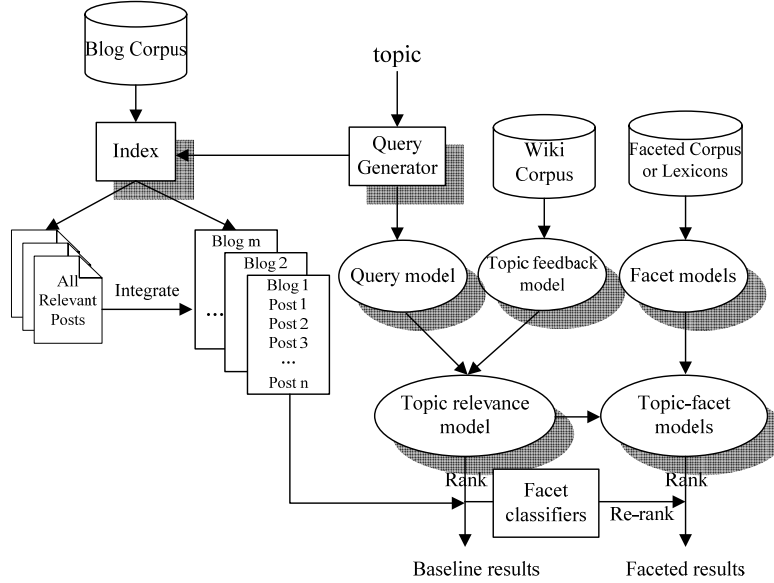 Blog Corpus
topic
Index
Query
Generator
Wiki
Corpus
Faceted Corpus
or Lexicons
All
Relevant
Posts
Integrate
Blog m
Blog 2
...
Blog 1
Post 1
Post 2
Post 3
...
Post n
Query model
Topic feedback
model
Facet models
Topic relevance
model
Topic-facet
models
Rank
Facet
classifiers
Rank
Re-rank
Baseline results
Faceted results